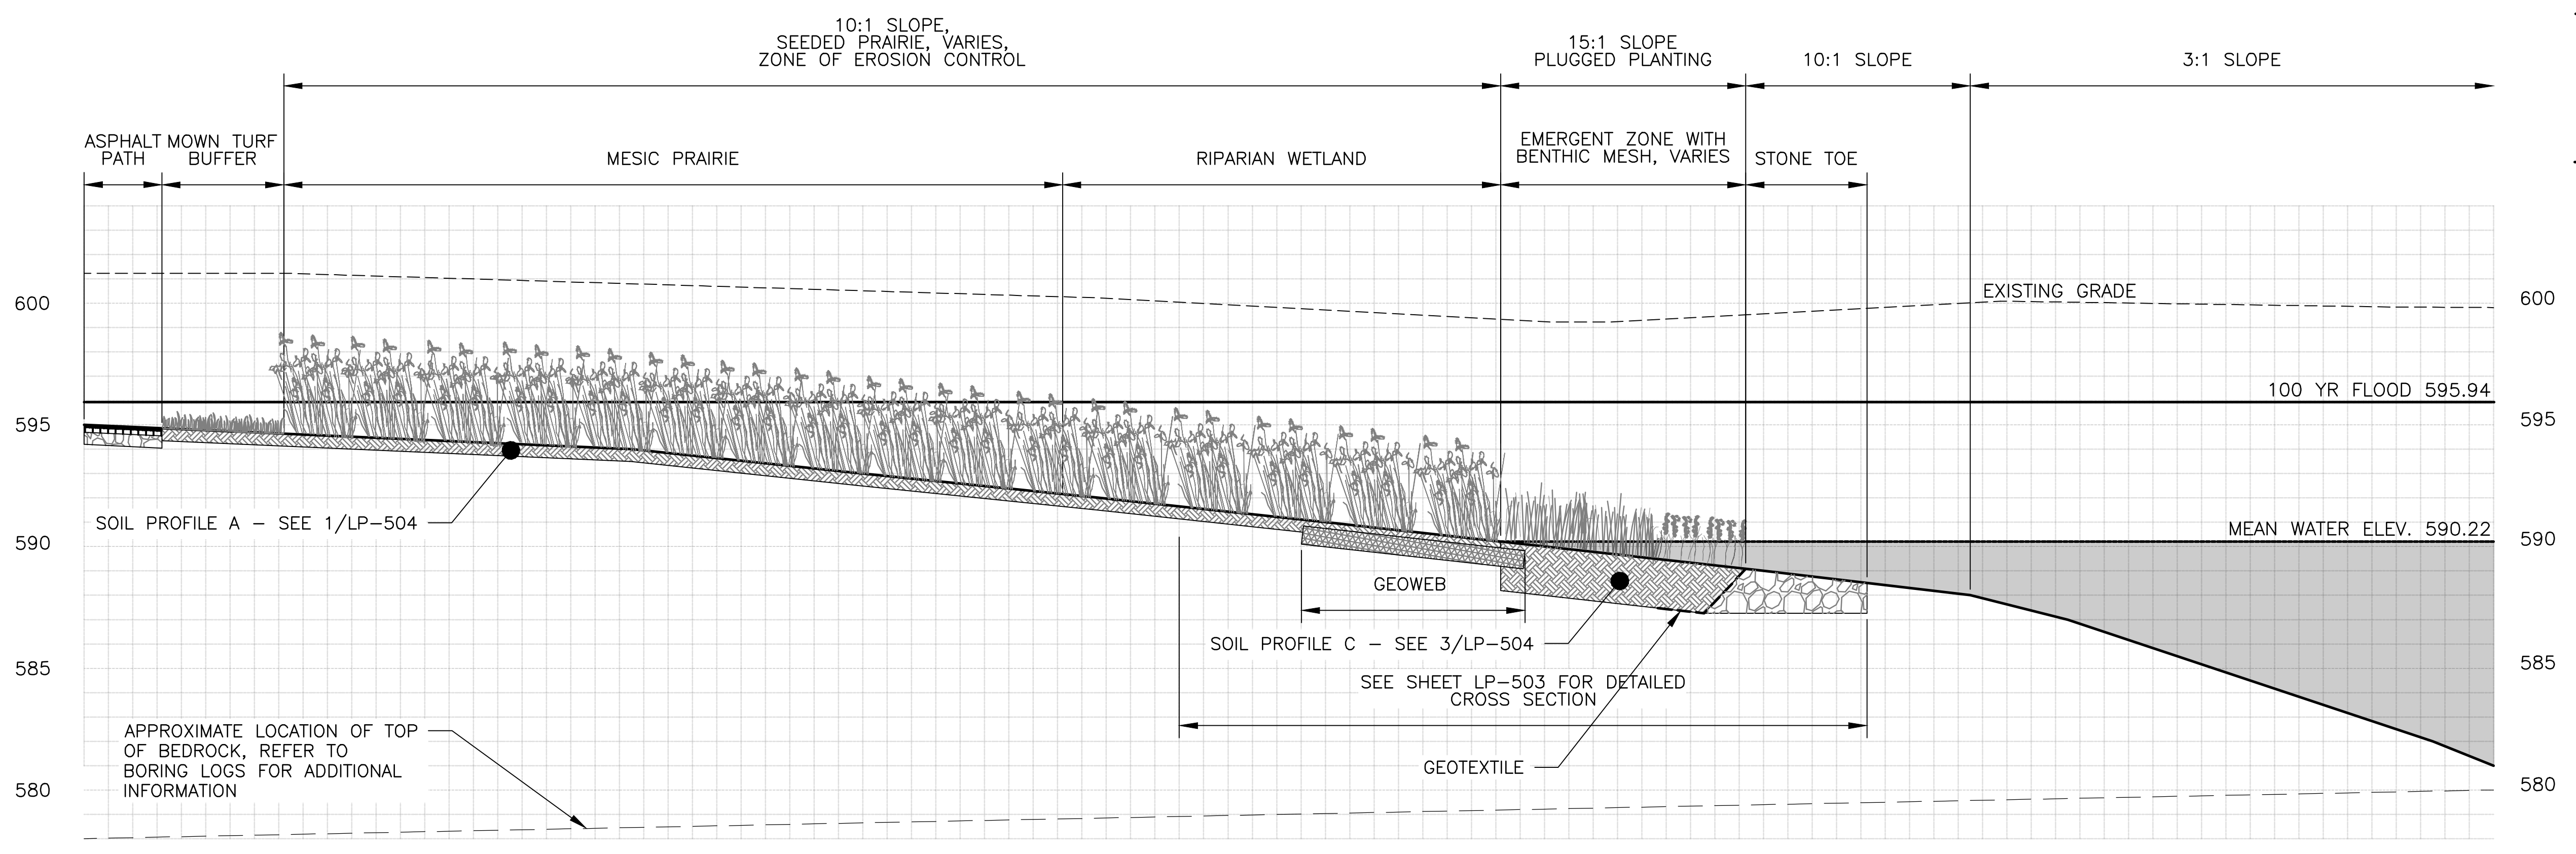 10:1 SLOPE,
SEEDED PRAIRIE, VARIES,
ZONE OF EROSION CONTROL
15:1 SLOPE
PLUGGED PLANTING
10:1 SLOPE
3:1 SLOPE
ASPHALT
PATH
MOWN TURF
BUFFER
MESIC PRAIRIE
RIPARIAN WETLAND
EMERGENT ZONE WITH
BENTHIC MESH, VARIES
STONE TOE
EXISTING GRADE
600
600
100 YR FLOOD 595.94
595
595
SOIL PROFILE A – SEE 1/LP–504
MEAN WATER ELEV. 590.22
590
590
GEOWEB
SOIL PROFILE C – SEE 3/LP–504
585
585
SEE SHEET LP–503 FOR DETAILED
CROSS SECTION
APPROXIMATE LOCATION OF TOP
OF BEDROCK, REFER TO
BORING LOGS FOR ADDITIONAL
INFORMATION
GEOTEXTILE
580
580